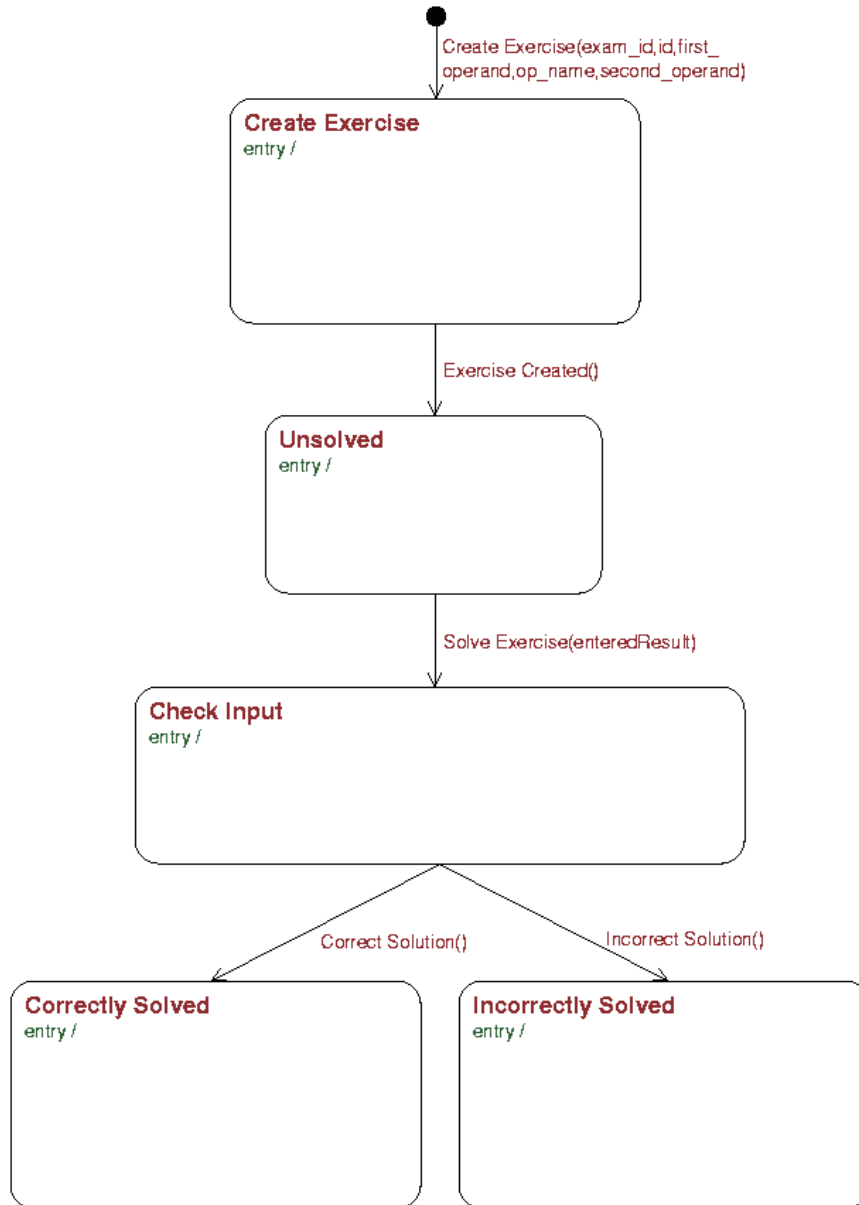 Create Exercise(exam_id,id,first_
operand,op_name,second_operand)
Create Exercise
entry /
Exercise Created()
Unsolved
entry /
Solve Exercise(enteredResult)
Check Input
entry /
Correct Solution()
Incorrect Solution()
Correctly Solved
entry /
Incorrectly Solved
entry /